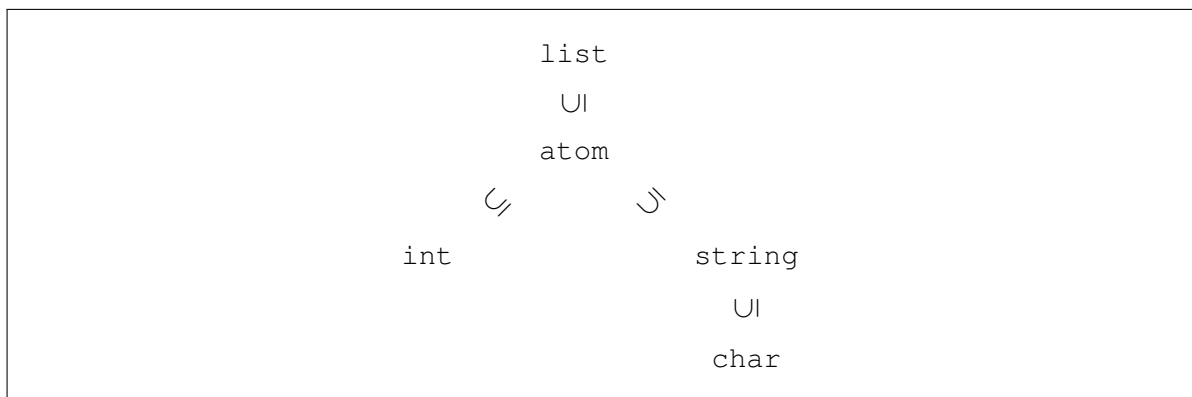 list
⊆
atom
⊆ ⊆
int string
⊆
char